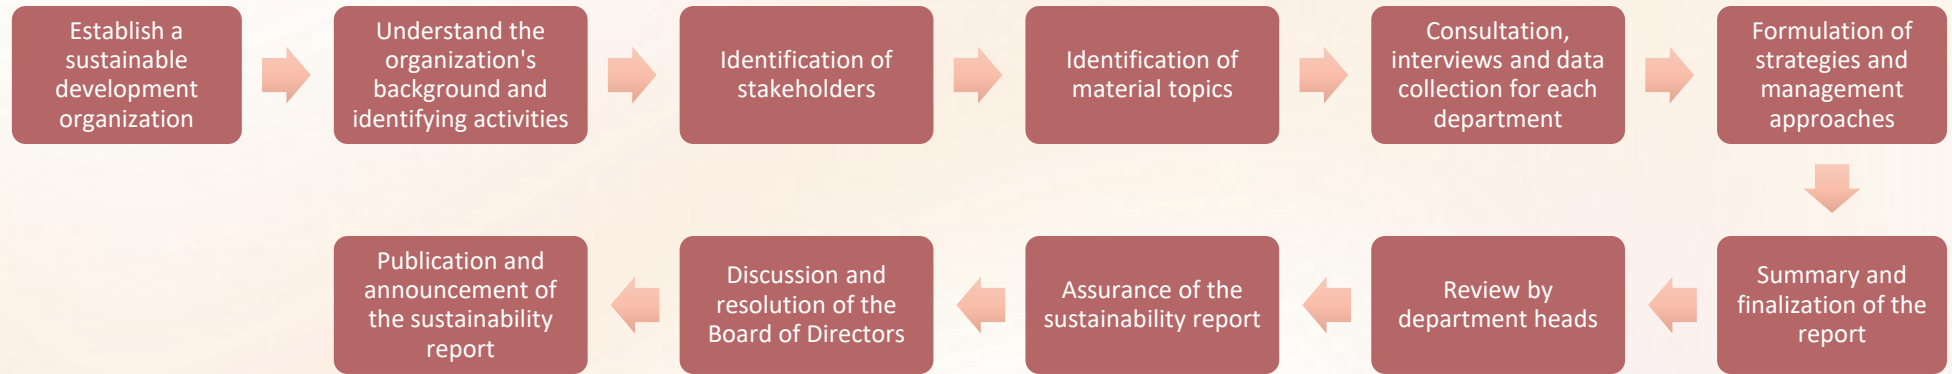 Establish a
sustainable
development
organization
Understand the
organization's
background and
identifying activities
Identification of
stakeholders
Identification of
material topics
Consultation,
interviews and data
collection for each
department
Formulation of
strategies and
management
approaches
Summary and
finalization of the
report
Review by
department heads
Assurance of the
sustainability report
Discussion and
resolution of the
Board of Directors
Publication and
announcement of
the sustainability
report